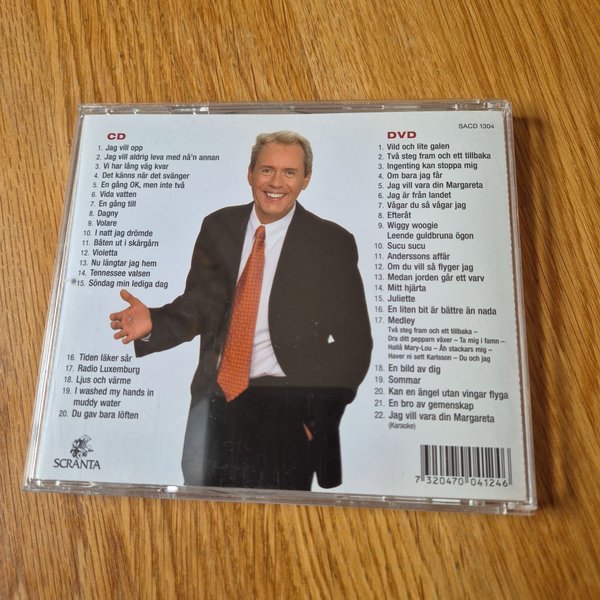 CD
1. Jag vill opp
2. Jag vill aldrig leva med nå'n annan
3. Vi har lång väg kvar
4. Det känns när det svänger
5. En gång OK, men inte två
6. Vida vatten
7. En gång till
8. Dagny
9. Volare
10. I natt jag drömde
11. Båten ut i skärgårn
12. Violetta
13. Nu längtar jag hem
14. Tennessee valsen
15. Söndag min lediga dag
16. Tiden läker sår
17. Radio Luxemburg
18. Ljus och värme
19. I washed my hands in
muddy water
20. Du gav bara löften
SCRANTA
SACD 1304
DVD
1. Vild och lite galen
2. Två steg fram och ett tillbaka
3. Ingenting kan stoppa mig
4. Om bara jag får
5. Jag vill vara din Margareta
6. Jag är från landet
7. Vågar du så vågar jag
8. Efteråt
9. Wiggy woogie
Leende guldbruna ögon
10. Sucu sucu
11. Anderssons affär
12. Om du vill så flyger jag
13. Medan jorden går ett varv
14. Mitt hjärta
15. Juliette
16. En liten bit är bättre än nada
17. Medley
Två steg fram och ett tillbaka –
Dra ditt pepparn växer – Ta mig i famn –
Hallå Mary-Lou – Åh stackars mig –
Haver ni sett Karlsson – Du och jag
18. En bild av dig
19. Sommar
20. Kan en ängel utan vingar flyga
21. En bro av gemenskap
22. Jag vill vara din Margareta
(Karaoke)
7 320470 041246